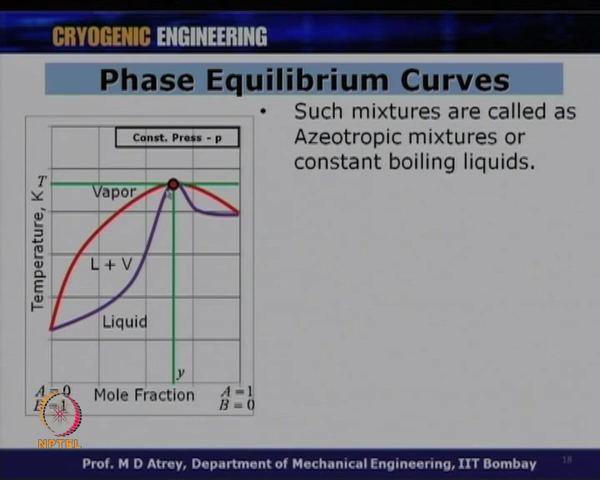 CRYOGENIC ENGINEERING
Phase Equilibrium Curves
• Such mixtures are called as
Azeotropic mixtures or
constant boiling liquids.
Const. Press - p
T
Vapor
Temperature, K
L + V
Liquid
y
A = 0
B = 1
Mole Fraction
A = 1
B = 0
NPTEL
Prof. M D Atrey, Department of Mechanical Engineering, IIT Bombay
18